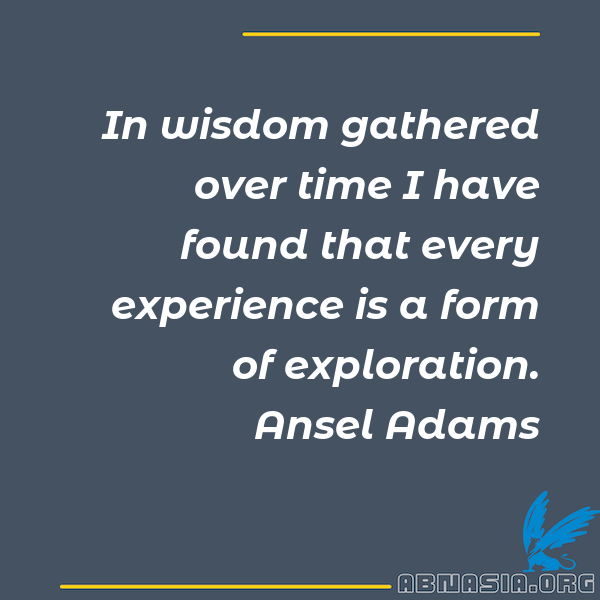 In wisdom gathered
over time I have
found that every
experience is a form
of exploration.
Ansel Adams
ABNASIA.ORG